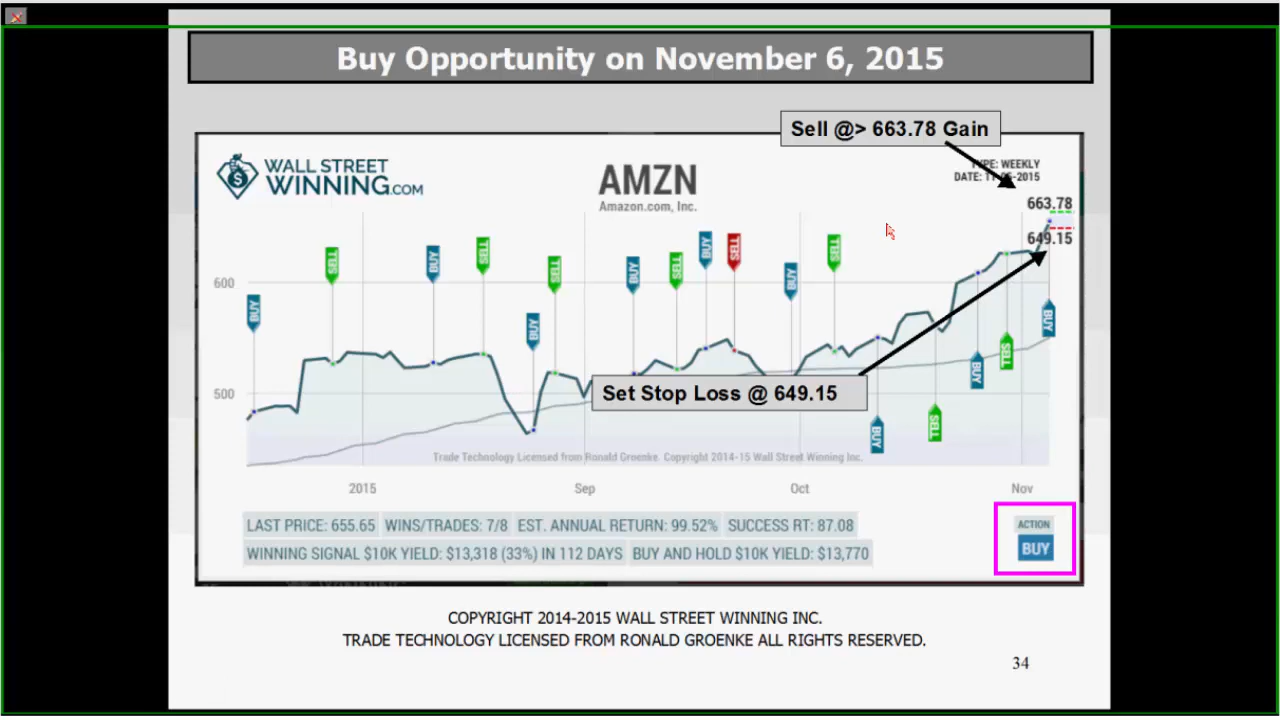 Buy Opportunity on November 6, 2015
Sell @> 663.78 Gain
WALL STREET
WINNING.COM
AMZN
Amazon.com, Inc.
TYPE: WEEKLY
DATE: 11-05-2015
663.78
649.15
SELL
BUY
SELL
SELL
BUY
SELL
BUY
SELL
BUY
SELL
600
BUY
BUY
BUY
SELL
BUY
500
Set Stop Loss @ 649.15
BUY
SELL
Trade Technology Licensed from Ronald Groenke. Copyright 2014-15 Wall Street Winning Inc.
2015 Sep Oct Nov
LAST PRICE: 655.65 WINS/TRADES: 7/8 EST. ANNUAL RETURN: 99.52% SUCCESS RT: 87.08
WINNING SIGNAL $10K YIELD: $13,318 (33%) IN 112 DAYS BUY AND HOLD $10K YIELD: $13,770
ACTION
BUY
COPYRIGHT 2014-2015 WALL STREET WINNING INC.
TRADE TECHNOLOGY LICENSED FROM RONALD GROENKE ALL RIGHTS RESERVED.
34